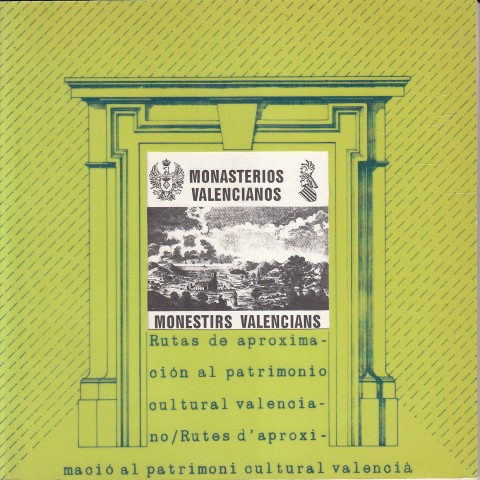 MONASTERIOS
VALENCIANOS
MONESTIRS VALENCIANS
Rutas de aproxima-
ción al patrimonio
cultural valencia-
no/Rutes d'aproxi-
mació al patrimoni cultural valencià